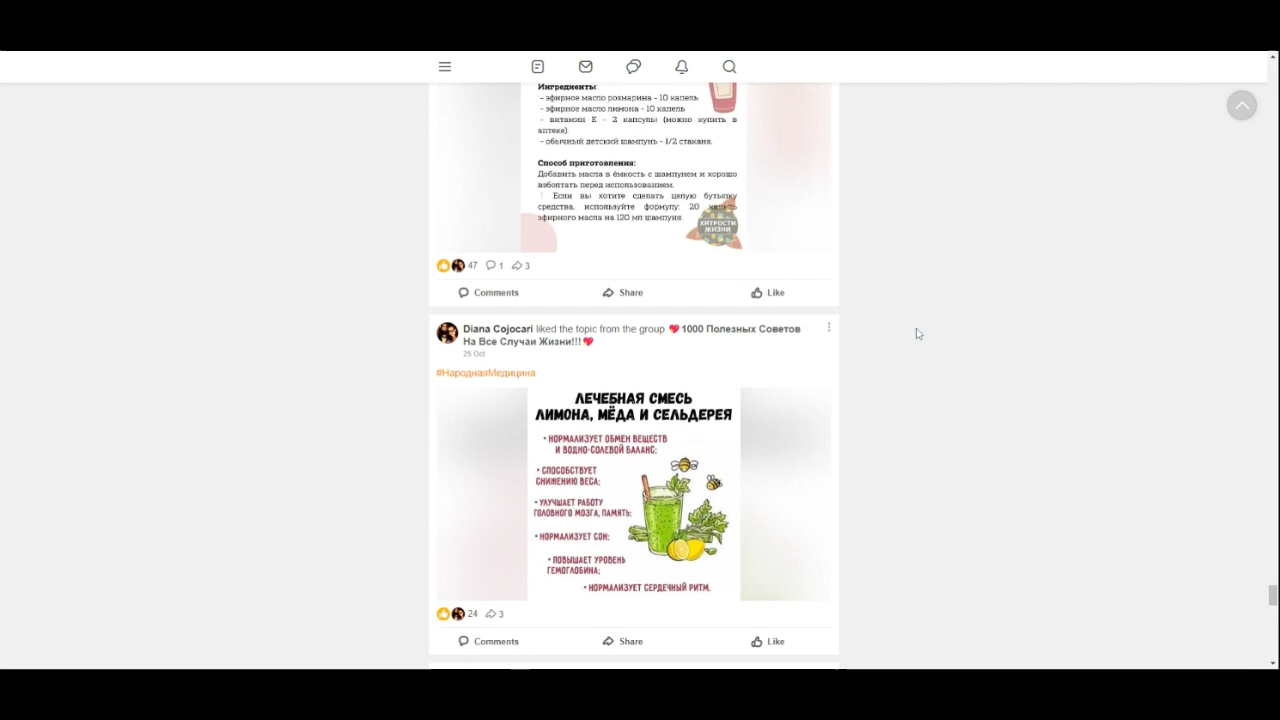 Ингредиенты:
- эфирное масло розмарина - 10 капель
- эфирное масло лимона - 10 капель
- витамин Е - 2 капсулы (можно купить в
аптеке).
- обычный детский шампунь - 1/2 стакана.
Способ приготовления:
Добавить масла в ёмкость с шампунем и хорошо
взболтать перед использованием.
Если вы хотите сделать целую бутылку
средства, используйте формулу: 20 капель
эфирного масла на 120 мл шампуня.
ХИТРОСТИ
ЖИЗНИ
47 1 3
Comments Share Like
Diana Cojocari liked the topic from the group 1000 Полезных Советов
На Все Случаи Жизни!!!
25 Oct
#НароднаяМедицина
ЛЕЧЕБНАЯ СМЕСЬ
ЛИМОНА, МЁДА И СЕЛЬДЕРЕЯ
• НОРМАЛИЗУЕТ ОБМЕН ВЕЩЕСТВ
И ВОДНО-СОЛЕВОЙ БАЛАНС;
• СПОСОБСТВУЕТ
СНИЖЕНИЮ ВЕСА;
• УЛУЧШАЕТ РАБОТУ
ГОЛОВНОГО МОЗГА, ПАМЯТЬ;
• НОРМАЛИЗУЕТ СОН;
• ПОВЫШАЕТ УРОВЕНЬ
ГЕМОГЛОБИНА;
• НОРМАЛИЗУЕТ СЕРДЕЧНЫЙ РИТМ.
24 3
Comments Share Like